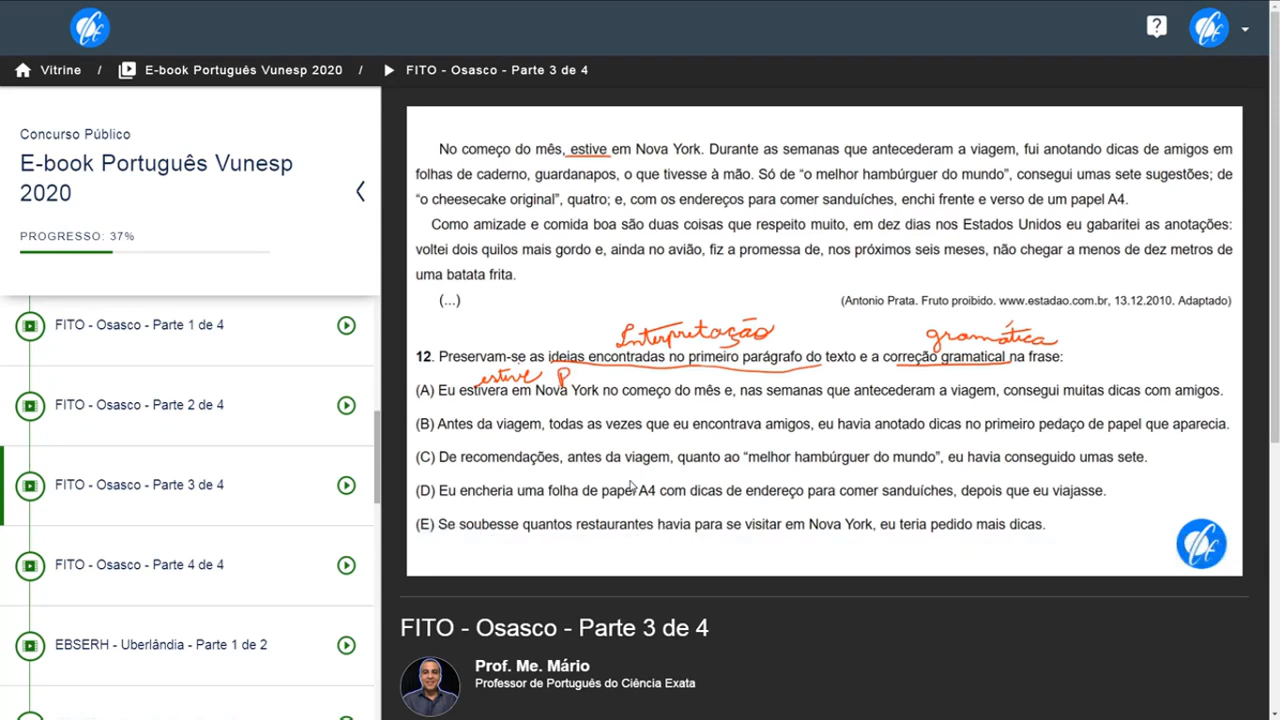 Vitrine / E-book Português Vunesp 2020 / FITO - Osasco - Parte 3 de 4
Concurso Público
E-book Português Vunesp
2020
PROGRESSO: 37%
FITO - Osasco - Parte 1 de 4
FITO - Osasco - Parte 2 de 4
FITO - Osasco - Parte 3 de 4
FITO - Osasco - Parte 4 de 4
EBSERH - Uberlândia - Parte 1 de 2
No começo do mês, estive em Nova York. Durante as semanas que antecederam a viagem, fui anotando dicas de amigos em
folhas de caderno, guardanapos, o que tivesse à mão. Só de “o melhor hambúrguer do mundo”, consegui umas sete sugestões; de
“o cheesecake original”, quatro; e, com os endereços para comer sanduíches, enchi frente e verso de um papel A4.
Como amizade e comida boa são duas coisas que respeito muito, em dez dias nos Estados Unidos eu gabaritei as anotações:
voltei dois quilos mais gordo e, ainda no avião, fiz a promessa de, nos próximos seis meses, não chegar a menos de dez metros de
uma batata frita.
(...) (Antonio Prata. Fruto proibido. www.estadao.com.br, 13.12.2010. Adaptado)
Interpretação gramática
12. Preservam-se as ideias encontradas no primeiro parágrafo do texto e a correção gramatical na frase:
estive P
(A) Eu estivera em Nova York no começo do mês e, nas semanas que antecederam a viagem, consegui muitas dicas com amigos.
(B) Antes da viagem, todas as vezes que eu encontrava amigos, eu havia anotado dicas no primeiro pedaço de papel que aparecia.
(C) De recomendações, antes da viagem, quanto ao “melhor hambúrguer do mundo”, eu havia conseguido umas sete.
(D) Eu encheria uma folha de papel A4 com dicas de endereço para comer sanduíches, depois que eu viajasse.
(E) Se soubesse quantos restaurantes havia para se visitar em Nova York, eu teria pedido mais dicas.
FITO - Osasco - Parte 3 de 4
Prof. Me. Mário
Professor de Português do Ciência Exata